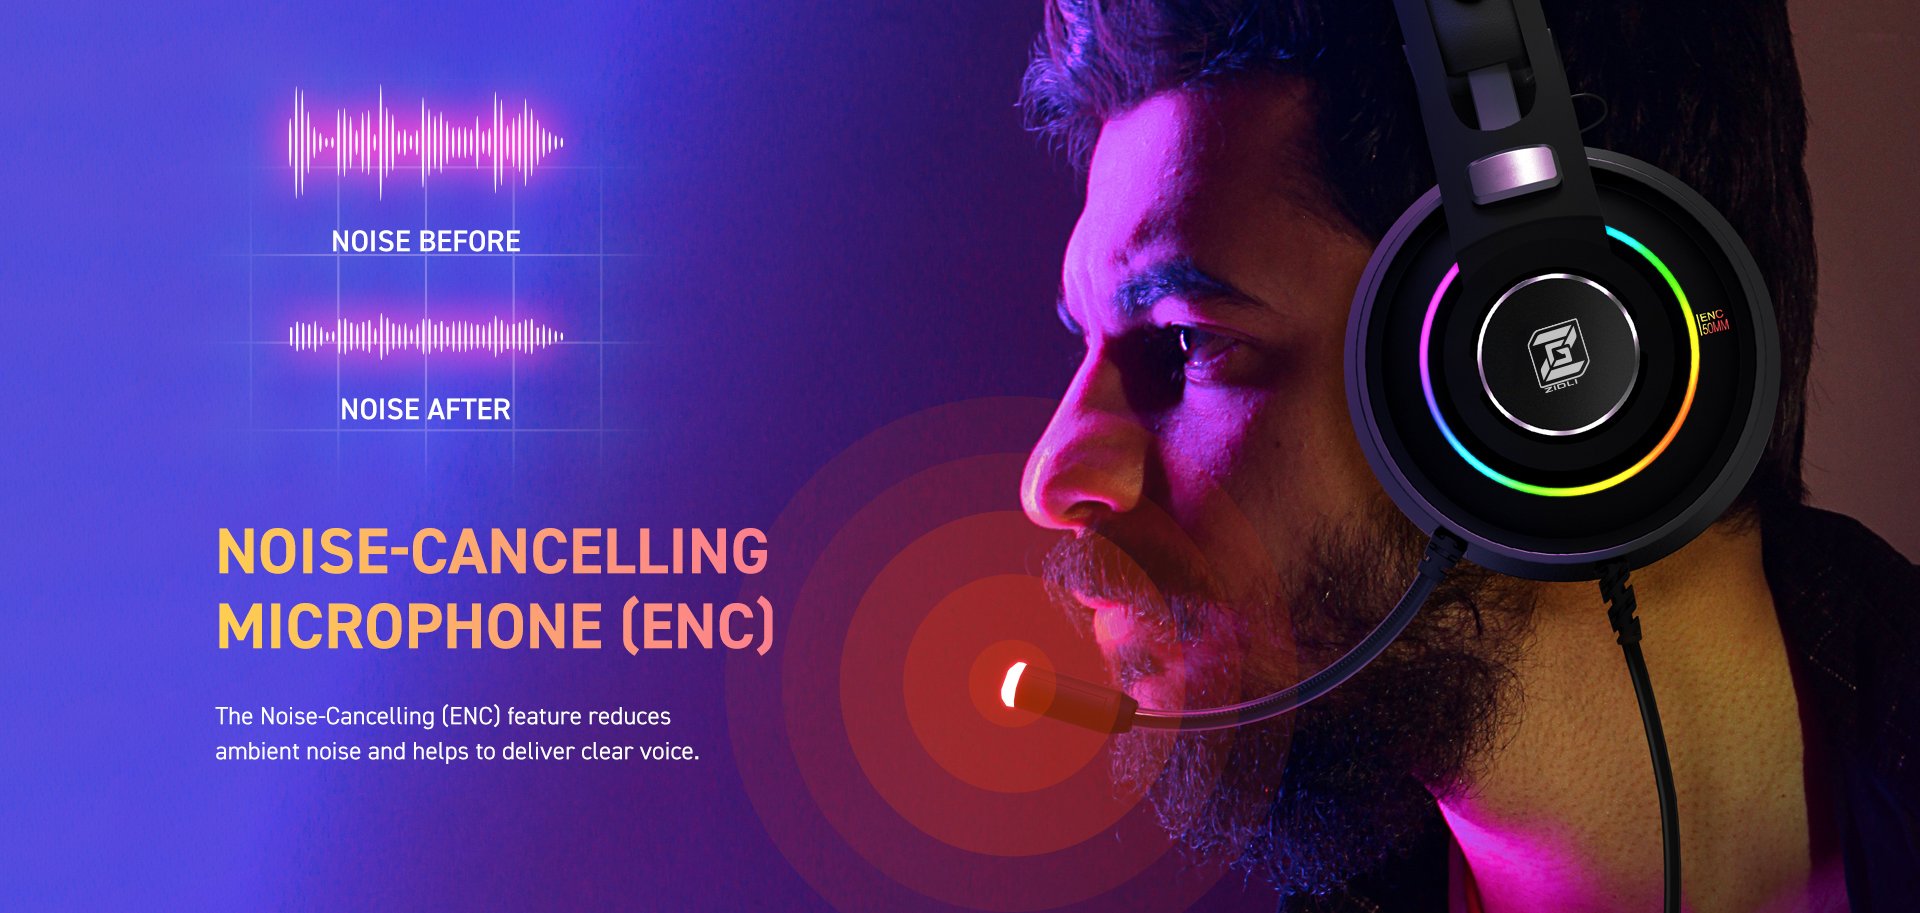 NOISE BEFORE
NOISE AFTER
NOISE-CANCELLING
MICROPHONE (ENC)
The Noise-Cancelling (ENC) feature reduces
ambient noise and helps to deliver clear voice.
ENC
50MM
ZIDLI